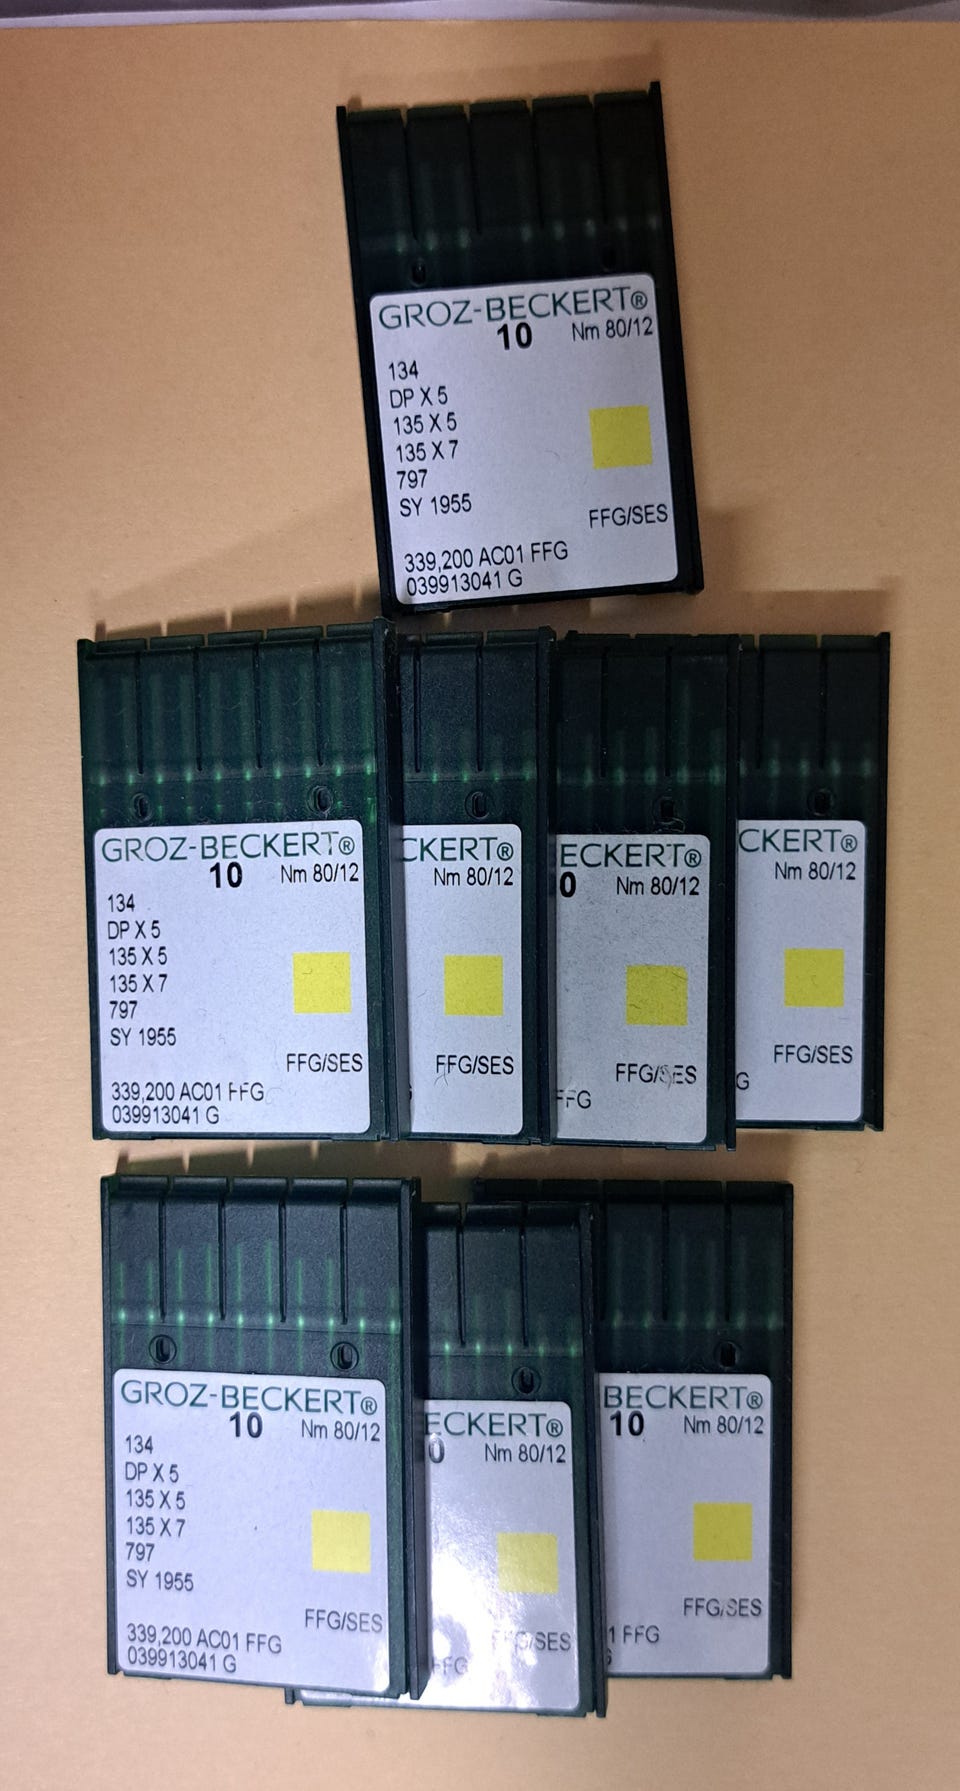 GROZ-BECKERT®
10 Nm 80/12
134
DP X 5
135 X 5
135 X 7
797
SY 1955
FFG/SES
339,200 AC01 FFG
039913041 G
GROZ-BECKERT®
10 Nm 80/12
134
DP X 5
135 X 5
135 X 7
797
SY 1955
FFG/SES
339,200 AC01 FFG
039913041 G
CKERT®
Nm 80/12
FFG/SES
ECKERT®
0 Nm 80/12
FFG/SES
FFG
CKERT®
Nm 80/12
FFG/SES
G
GROZ-BECKERT®
10 Nm 80/12
134
DP X 5
135 X 5
135 X 7
797
SY 1955
FFG/SES
339,200 AC01 FFG
039913041 G
ECKERT®
0 Nm 80/12
FFG/SES
FFG
BECKERT®
10 Nm 80/12
FFG/SES
1 FFG